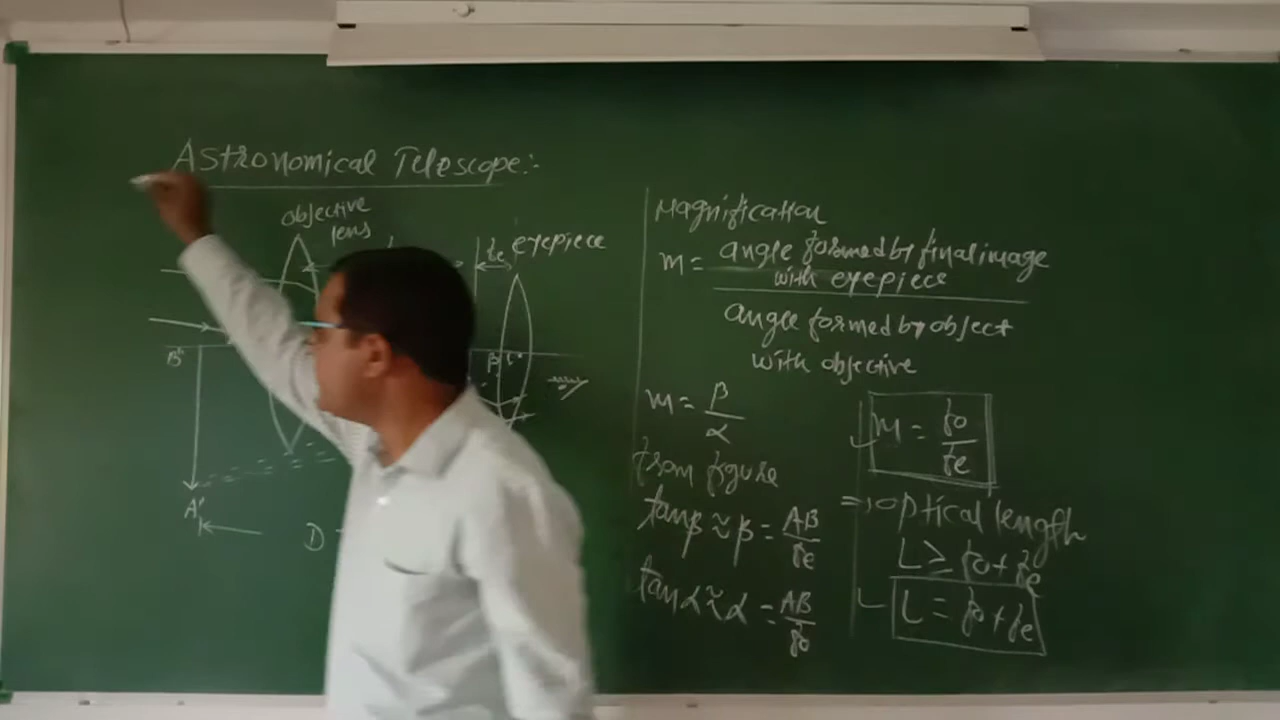 Astronomical Telescope:-
objective
lens
fe
eyepiece
B"
B'
A'
D
Magnification
m = angle formed by final image
with eyepiece
angle formed by object
with objective
m = β
α
from figure
tanβ ≈ β = AB
fe
tanα ≈ α = AB
fo
m = fo
fe
⇒ optical length
L ≥ fo + fe
L = fo + fe